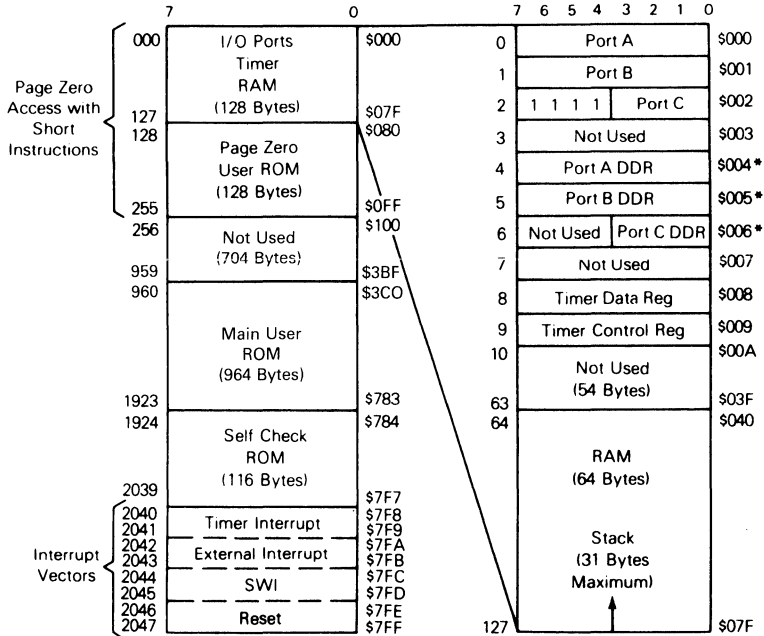 7 0
000 I/O Ports $000
Timer
RAM
127 (128 Bytes) $07F
128 $080
Page Zero
User ROM
(128 Bytes)
255 $0FF
256 $100
Not Used
(704 Bytes)
959 $3BF
960 $3C0
Main User
ROM
(964 Bytes)
1923 $783
1924 $784
Self Check
ROM
(116 Bytes)
2039 $7F7
2040 $7F8
Timer Interrupt
2041 $7F9
2042 $7FA
External Interrupt
2043 $7FB
2044 $7FC
SWI
2045 $7FD
2046 $7FE
Reset
2047 $7FF
Page Zero
Access with
Short
Instructions
Interrupt
Vectors
7 6 5 4 3 2 1 0
0 Port A $000
1 Port B $001
2 1 1 1 1 Port C $002
3 Not Used $003
4 Port A DDR $004*
5 Port B DDR $005*
6 Not Used Port C DDR $006*
7 Not Used $007
8 Timer Data Reg $008
9 Timer Control Reg $009
10 $00A
Not Used
(54 Bytes)
63 $03F
64 $040
RAM
(64 Bytes)
Stack
(31 Bytes
Maximum)
127 $07F